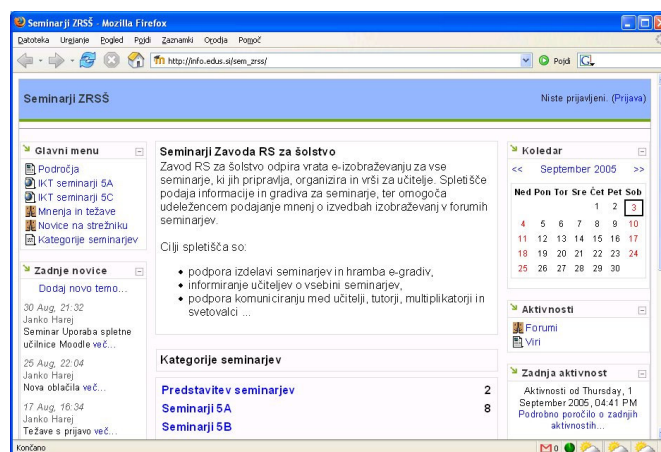 Seminarji ZRSŠ - Mozilla Firefox
Datoteka Urejanje Pogled Pojdi Zaznamki Orodja Pomoč
http://info.edus.si/sem_zrss/
Pojdi
Seminarji ZRSŠ
Niste prijavljeni. (Prijava)
Glavni menu
Področja
IKT seminarji 5A
IKT seminarji 5C
Mnenja in težave
Novice na strežniku
Kategorije seminarjev
Zadnje novice
Dodaj novo temo...
30 Avg, 21:32
Janko Harej
Seminar Uporaba spletne
učilnice Moodle več...
25 Avg, 22:04
Janko Harej
Nova oblačila več...
17 Avg, 16:34
Janko Harej
Težave s prijavo več...
Seminarji Zavoda RS za šolstvo
Zavod RS za šolstvo odpira vrata e-izobraževanju za vse
seminarje, ki jih pripravlja, organizira in vrši za učitelje. Spletišče
podaja informacije in gradiva za seminarje, ter omogoča
udeležencem podajanje mnenj o izvedbah izobraževanj v forumih
seminarjev.
Cilji spletišča so:
podpora izdelavi seminarjev in hramba e-gradiv,
informiranje učiteljev o vsebini seminarjev,
podpora komuniciranju med učitelji, tutorji, multiplikatorji in
svetovalci ...
Kategorije seminarjev
Predstavitev seminarjev 2
Seminarji 5A 8
Seminarji 5B
Koledar
<< September 2005 >>
Ned Pon Tor Sre Čet Pet Sob
1 2 3
4 5 6 7 8 9 10
11 12 13 14 15 16 17
18 19 20 21 22 23 24
25 26 27 28 29 30
Aktivnosti
Forumi
Viri
Zadnja aktivnost
Aktivnosti od Thursday, 1
September 2005, 04:41 PM
Podrobno poročilo o zadnjih
aktivnostih...
Končano
0